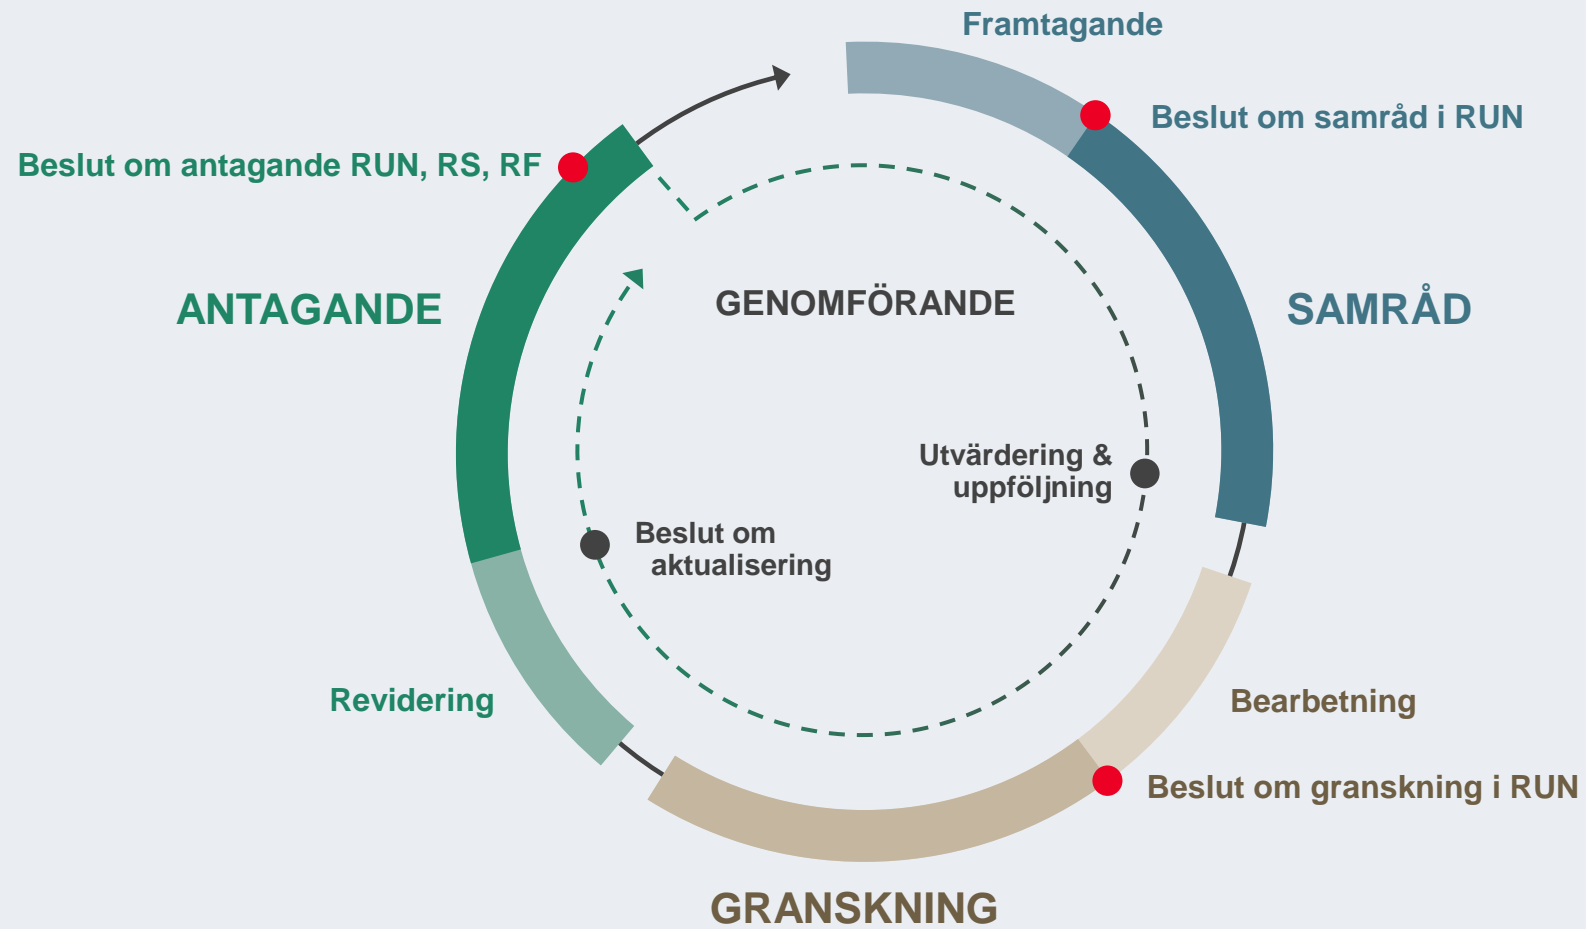 Framtagande
Beslut om samråd i RUN
Beslut om antagande RUN, RS, RF
ANTAGANDE
GENOMFÖRANDE
SAMRÅD
Utvärdering &
uppföljning
Beslut om
aktualisering
Revidering
Bearbetning
Beslut om granskning i RUN
GRANSKNING